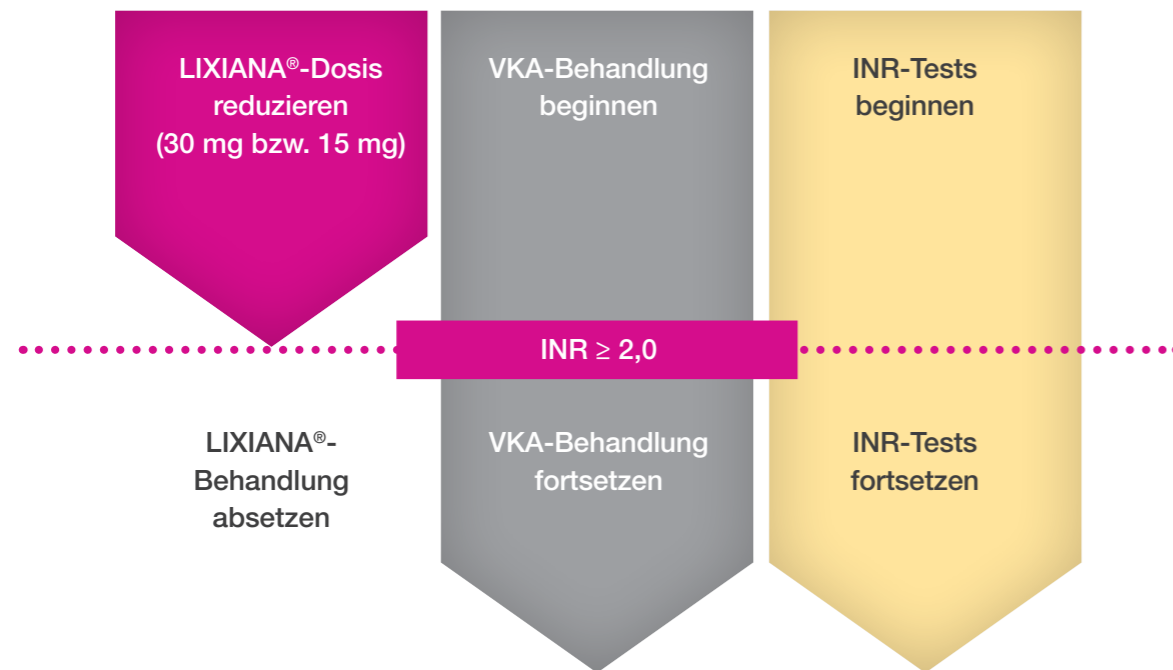 LIXIANA®-Dosis
reduzieren
(30 mg bzw. 15 mg)
VKA-Behandlung
beginnen
INR-Tests
beginnen
INR ≥ 2,0
LIXIANA®-
Behandlung
absetzen
VKA-Behandlung
fortsetzen
INR-Tests
fortsetzen